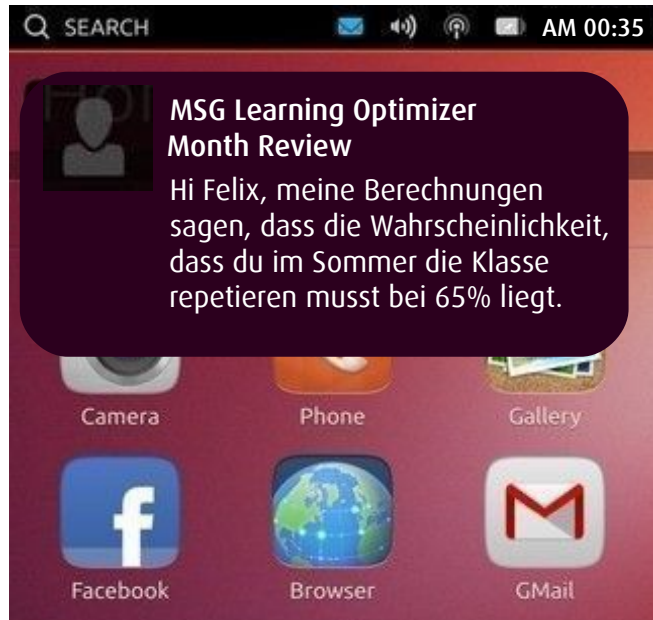 SEARCH AM 00:35
MSG Learning Optimizer
Month Review
Hi Felix, meine Berechnungen
sagen, dass die Wahrscheinlichkeit,
dass du im Sommer die Klasse
repetieren musst bei 65% liegt.
Camera Phone Gallery
Facebook Browser GMail